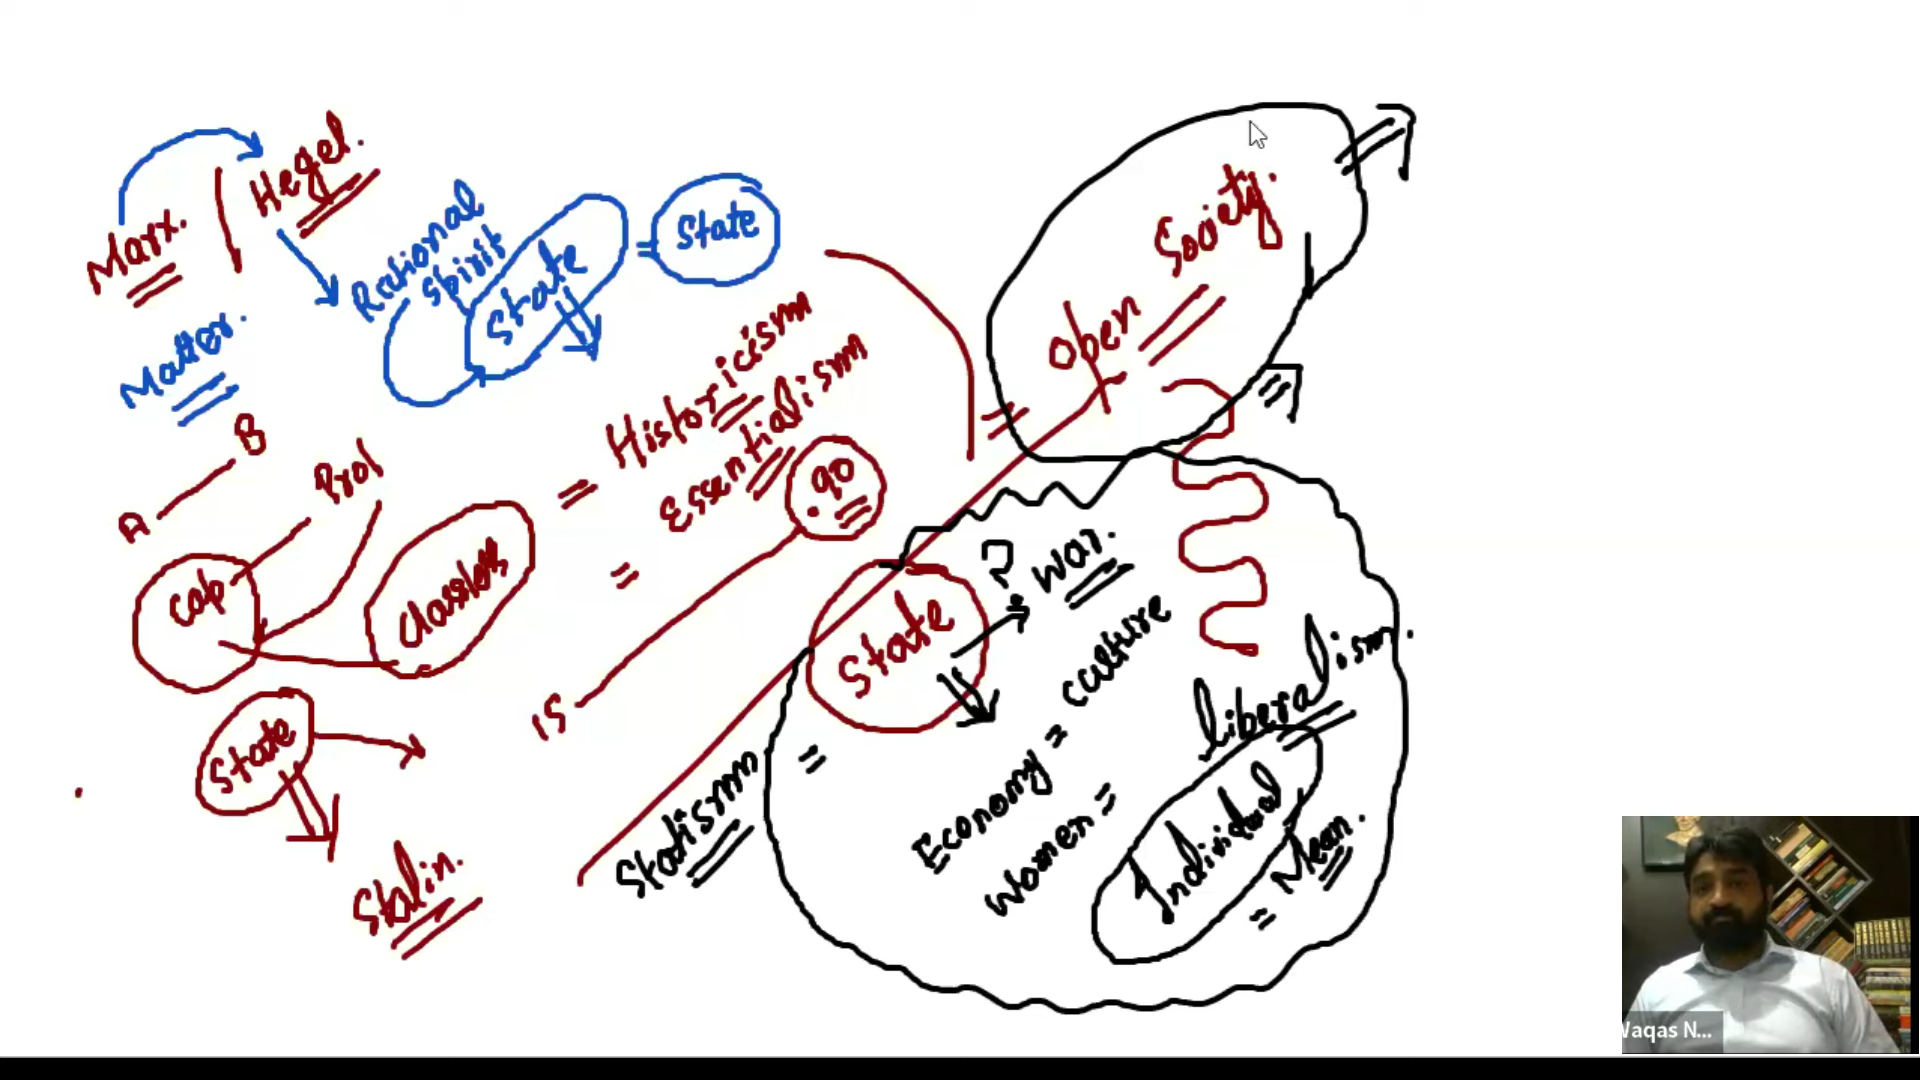 Marx.
Hegel.
Rational
Spirit
State
= State
Matter.
A
B
Prol
Cap
Classless
State
Stalin.
= Historicism
= Essentialism
90
is
Open
Society.
State
? War.
Statism =
Economy = culture
Women =
liberalism.
Individual
= Mean.
Waqas N...